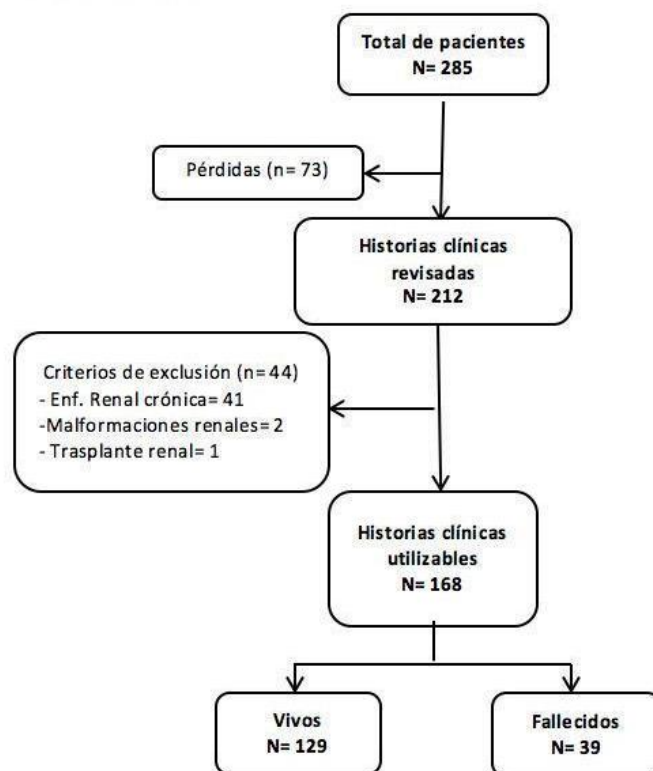 Total de pacientes
N= 285
Pérdidas (n= 73)
Historias clínicas
revisadas
N= 212
Criterios de exclusión (n= 44)
- Enf. Renal crónica= 41
-Malformaciones renales= 2
- Trasplante renal= 1
Historias clínicas
utilizables
N= 168
Vivos
N= 129
Fallecidos
N= 39